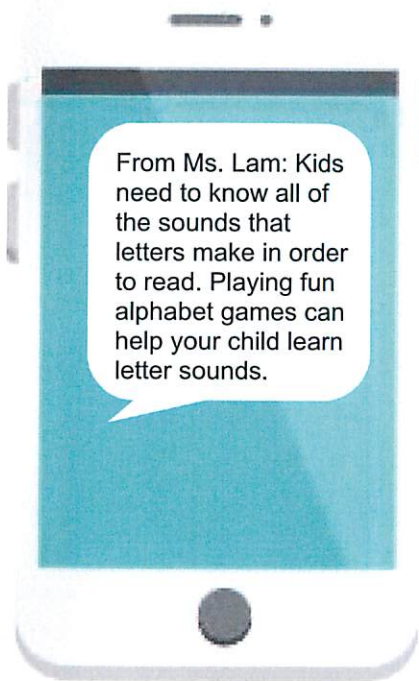 From Ms. Lam: Kids
need to know all of
the sounds that
letters make in order
to read. Playing fun
alphabet games can
help your child learn
letter sounds.